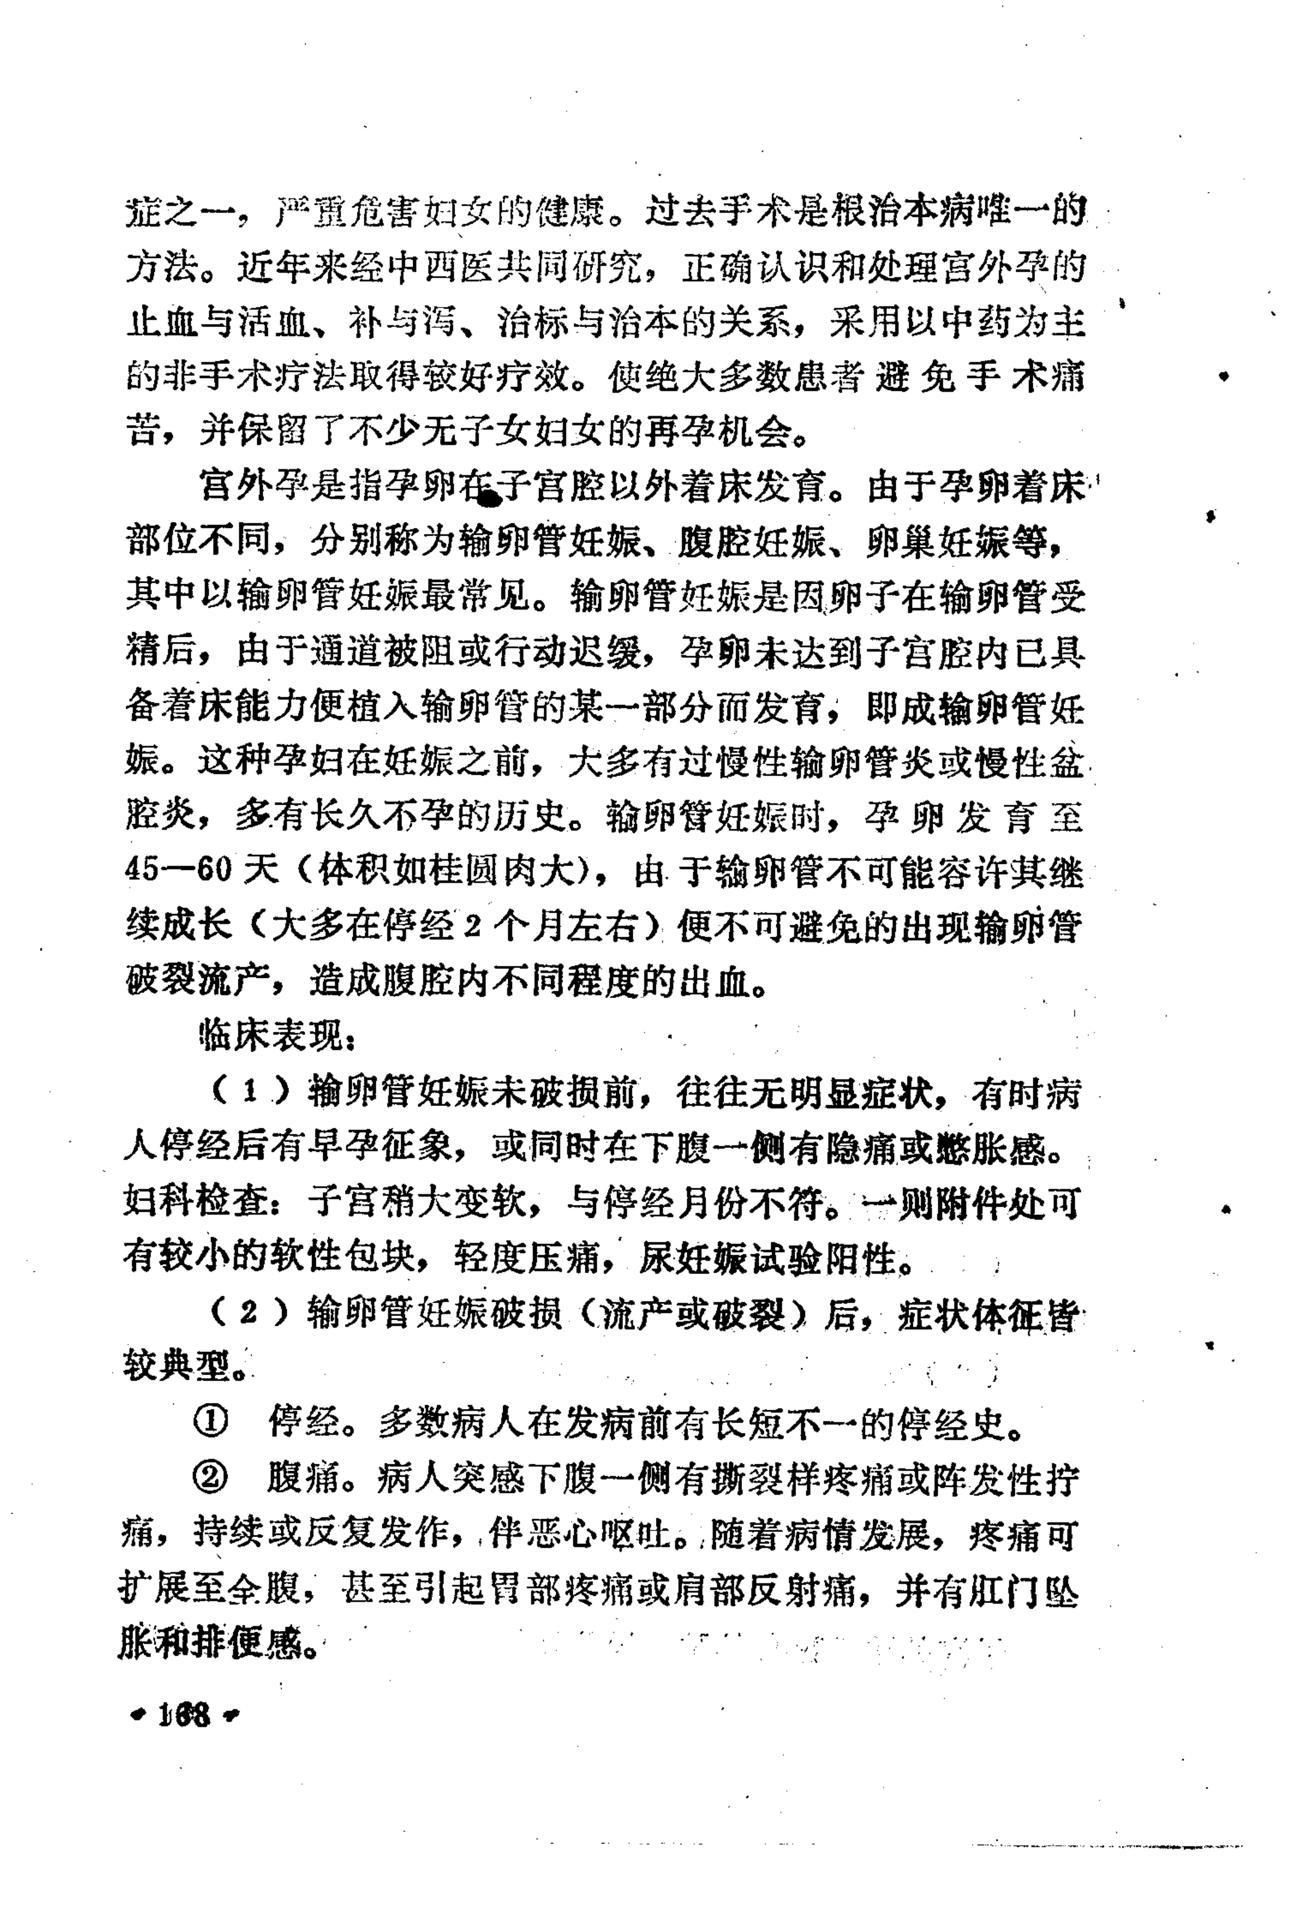 症之一，严重危害妇女的健康。过去手术是根治本病唯一的
方法。近年来经中西医共同研究，正确认识和处理宫外孕的
止血与活血、补与泻、治标与治本的关系，采用以中药为主
的非手术疗法取得较好疗效。使绝大多数患者避免手术痛
苦，并保留了不少无子女妇女的再孕机会。
宫外孕是指孕卵在子宫腔以外着床发育。由于孕卵着床
部位不同，分别称为输卵管妊娠、腹腔妊娠、卵巢妊娠等，
其中以输卵管妊娠最常见。输卵管妊娠是因卵子在输卵管受
精后，由于通道被阻或行动迟缓，孕卵未达到子宫腔内已具
备着床能力便植入输卵管的某一部分而发育，即成输卵管妊
娠。这种孕妇在妊娠之前，大多有过慢性输卵管炎或慢性盆
腔炎，多有长久不孕的历史。输卵管妊娠时，孕卵发育至
45—60天（体积如桂圆肉大），由于输卵管不可能容许其继
续成长（大多在停经2个月左右）便不可避免的出现输卵管
破裂流产，造成腹腔内不同程度的出血。
临床表现：
（1）输卵管妊娠未破损前，往往无明显症状，有时病
人停经后有早孕征象，或同时在下腹一侧有隐痛或憋胀感。
妇科检查：子宫稍大变软，与停经月份不符。一则附件处可
有较小的软性包块，轻度压痛，尿妊娠试验阳性。
（2）输卵管妊娠破损（流产或破裂）后，症状体征皆
较典型。
① 停经。多数病人在发病前有长短不一的停经史。
② 腹痛。病人突感下腹一侧有撕裂样疼痛或阵发性拧
痛，持续或反复发作，伴恶心呕吐。随着病情发展，疼痛可
扩展至全腹，甚至引起胃部疼痛或肩部反射痛，并有肛门坠
胀和排便感。
• 168 •